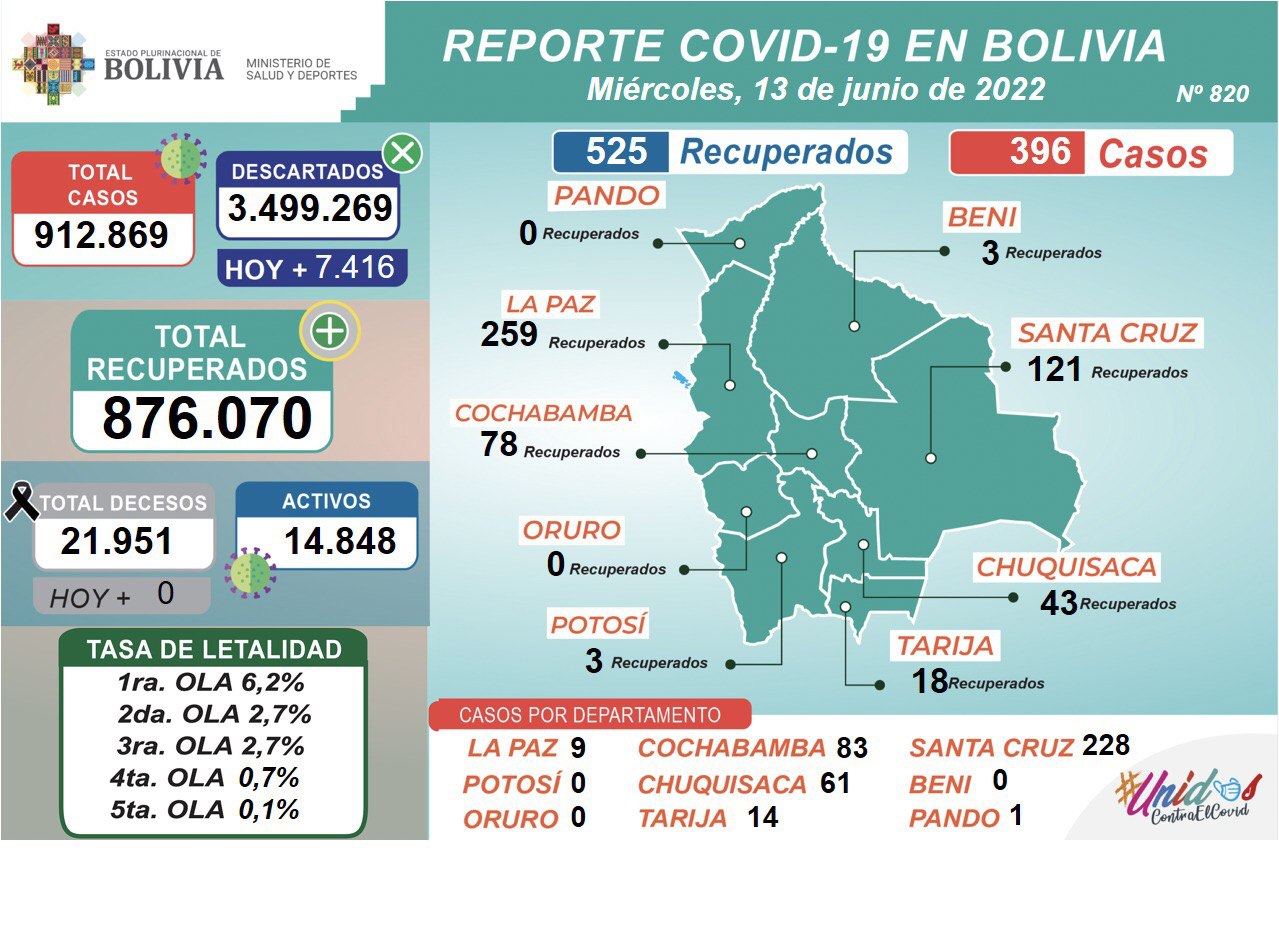 ESTADO PLURINACIONAL DE
BOLIVIA
MINISTERIO DE
SALUD Y DEPORTES
REPORTE COVID-19 EN BOLIVIA
Miércoles, 13 de junio de 2022
Nº 820
TOTAL
CASOS
912.869
DESCARTADOS
3.499.269
HOY + 7.416
TOTAL
RECUPERADOS
876.070
TOTAL DECESOS
21.951
HOY + 0
ACTIVOS
14.848
TASA DE LETALIDAD
1ra. OLA 6,2%
2da. OLA 2,7%
3ra. OLA 2,7%
4ta. OLA 0,7%
5ta. OLA 0,1%
525 Recuperados
396 Casos
PANDO
0 Recuperados
BENI
3 Recuperados
LA PAZ
259 Recuperados
SANTA CRUZ
121 Recuperados
COCHABAMBA
78 Recuperados
ORURO
0 Recuperados
CHUQUISACA
43 Recuperados
POTOSÍ
3 Recuperados
TARIJA
18 Recuperados
CASOS POR DEPARTAMENTO
LA PAZ 9 COCHABAMBA 83 SANTA CRUZ 228
POTOSÍ 0 CHUQUISACA 61 BENI 0
ORURO 0 TARIJA 14 PANDO 1
#Unidos
ContraElCovid